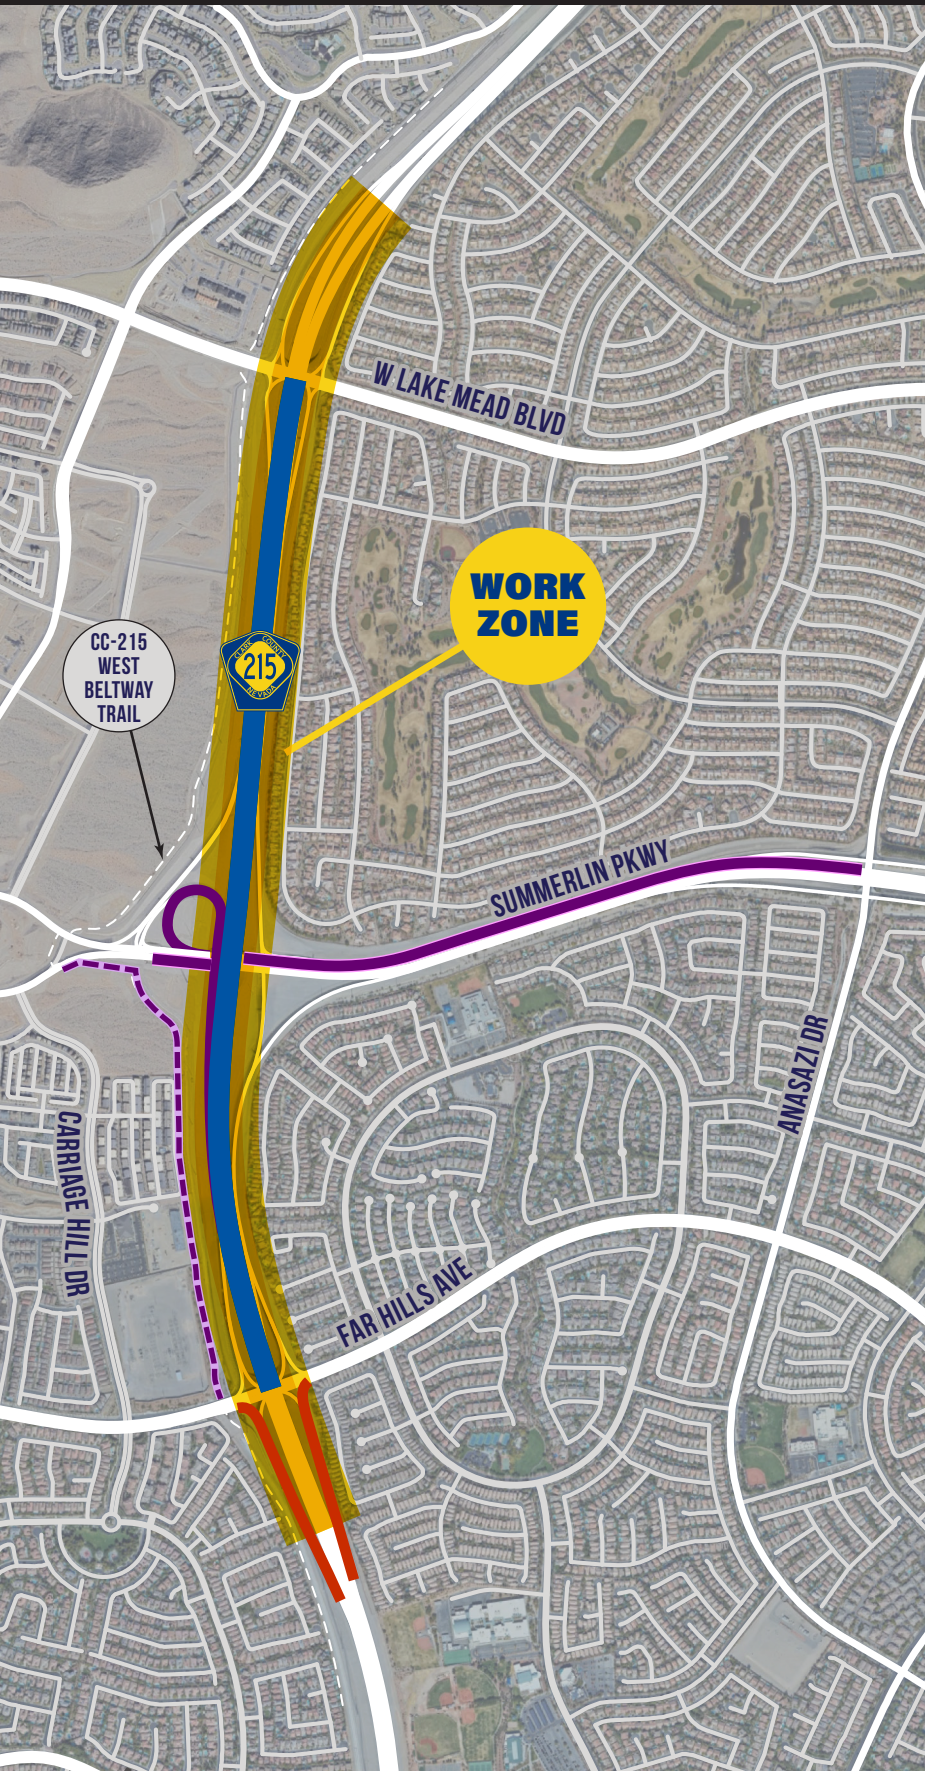 W LAKE MEAD BLVD
WORK
ZONE
CC-215
WEST
BELTWAY
TRAIL
CLARK COUNTY
215
NEVADA
SUMMERLIN PKWY
ANASAZI DR
CARRIAGE HILL DR
FAR HILLS AVE